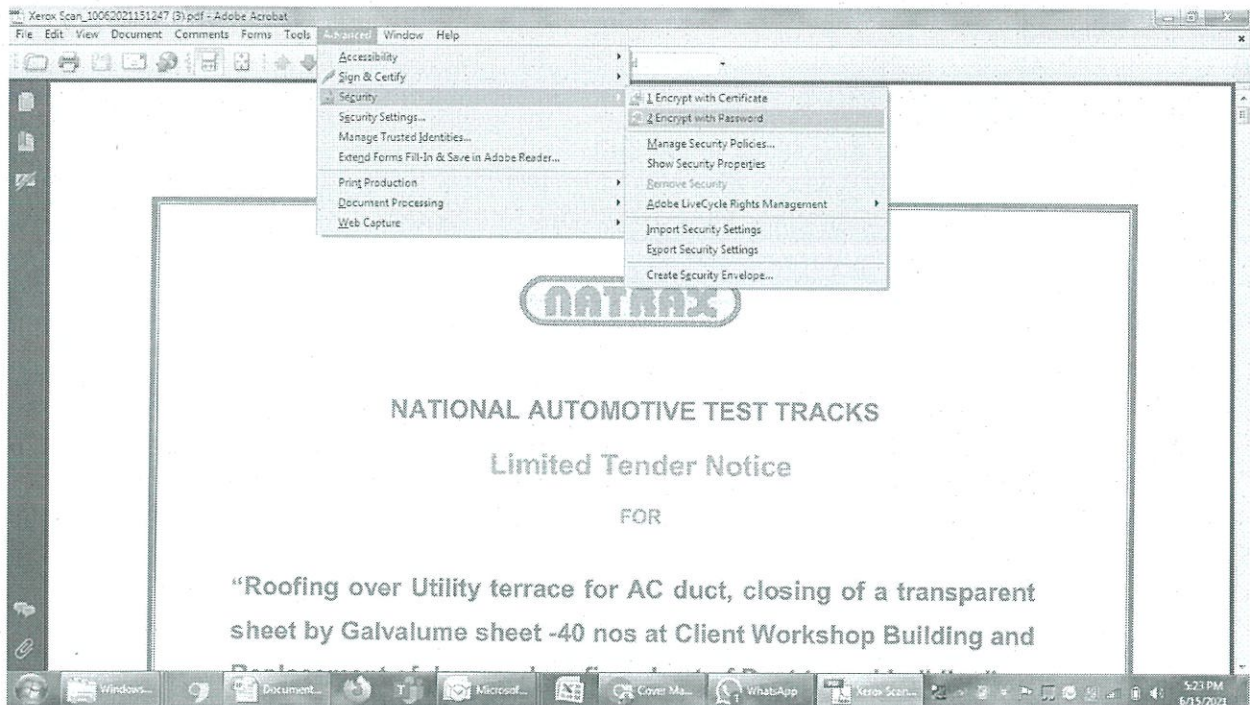 Xerox Scan_10062021151247 (3).pdf - Adobe Acrobat
File Edit View Document Comments Forms Tools Advanced Window Help
Accessibility
Sign & Certify
Security
Security Settings...
Manage Trusted Identities...
Extend Forms Fill-In & Save in Adobe Reader...
Print Production
Document Processing
Web Capture
1 Encrypt with Certificate
2 Encrypt with Password
Manage Security Policies...
Show Security Properties
Remove Security
Adobe LiveCycle Rights Management
Import Security Settings
Export Security Settings
Create Security Envelope...
NATRAX
NATIONAL AUTOMOTIVE TEST TRACKS
Limited Tender Notice
FOR
“Roofing over Utility terrace for AC duct, closing of a transparent
sheet by Galvalume sheet -40 nos at Client Workshop Building and
Windows... Document... Microsof... Cover Ma... WhatsApp Xerox Scan... 5:23 PM
6/15/2021